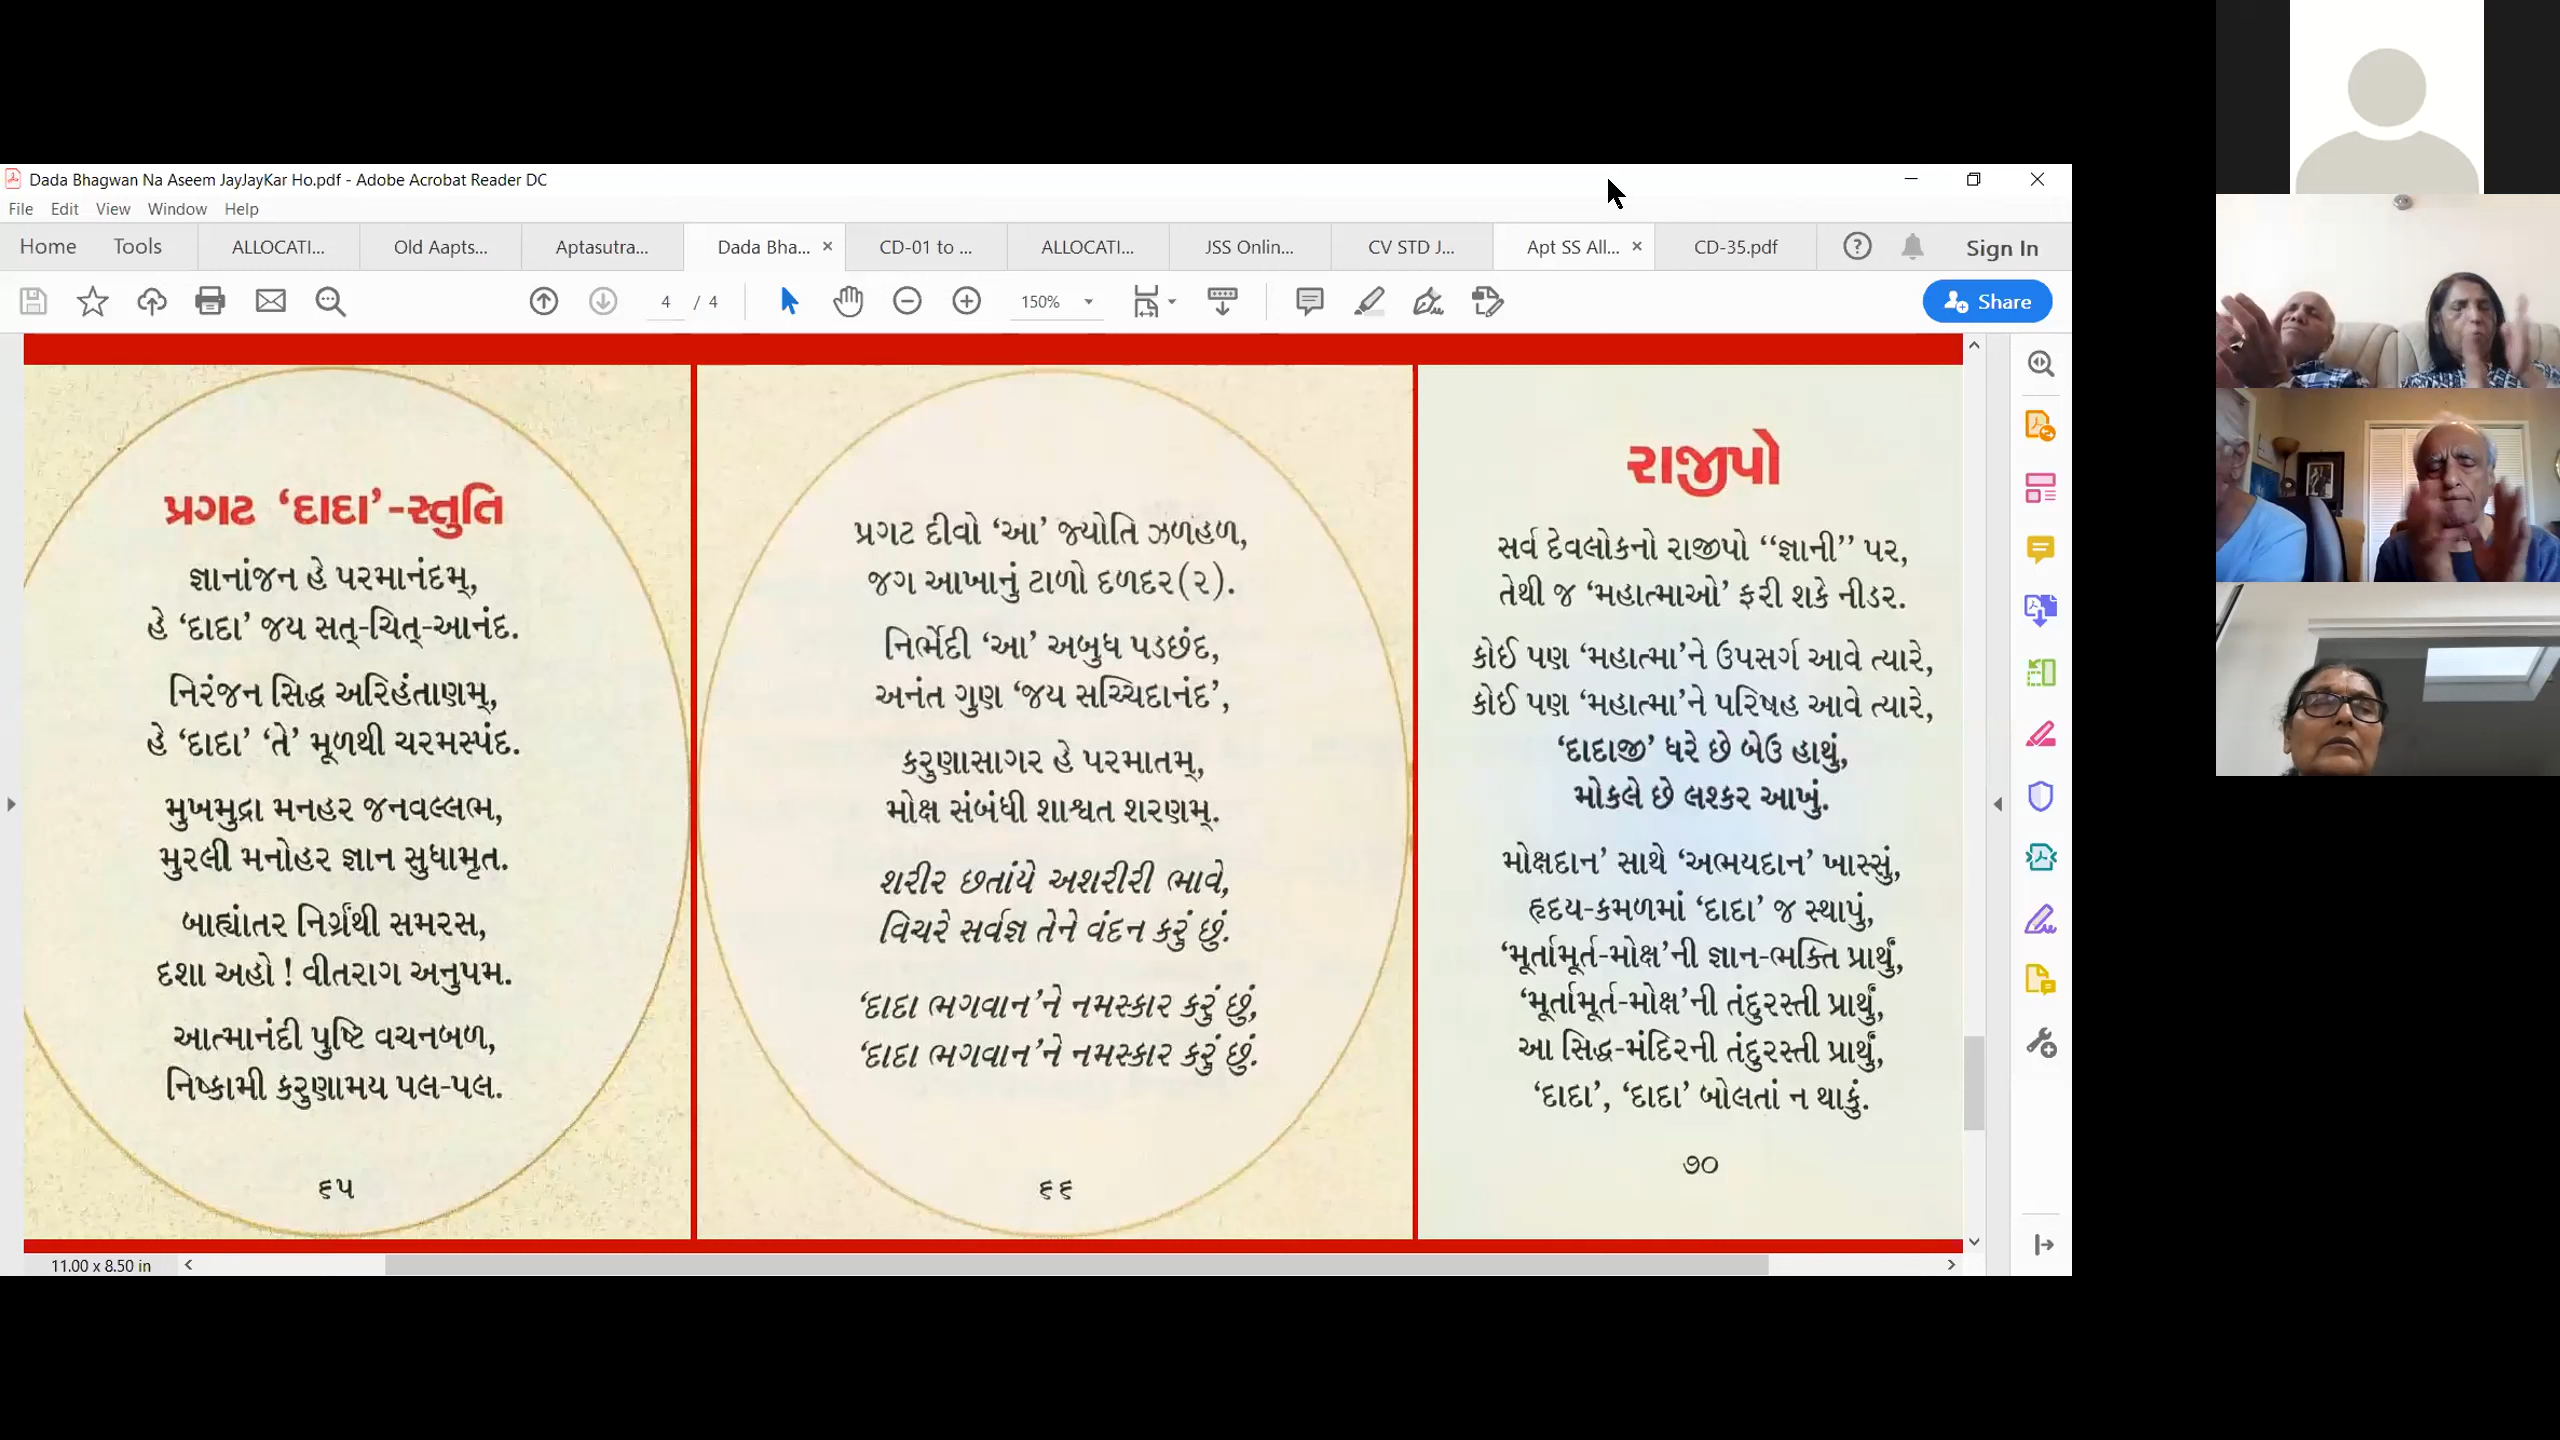 Dada Bhagwan Na Aseem JayJayKar Ho.pdf - Adobe Acrobat Reader DC
File Edit View Window Help
Home Tools ALLOCATI... Old Aapts... Aptasutra... Dada Bha... × CD-01 to ... ALLOCATI... JSS Onlin... CV STD J... Apt SS All... × CD-35.pdf Sign In
4 / 4 150% Share
પ્રગટ ‘દાદા’-સ્તુતિ
જ્ઞાનાંજન હે પરમાનંદમ્,
હે ‘દાદા’ જય સત્-ચિત્-આનંદ.
નિરંજન સિદ્ધ અરિહંતાણમ્,
હે ‘દાદા’ ‘તે’ મૂળથી ચરમસ્પંદ.
મુખમુદ્રા મનહર જનવલ્લભ,
મુરલી મનોહર જ્ઞાન સુધામૃત.
બાહ્યાંતર નિર્ગ્રંથી સમરસ,
દશા અહો ! વીતરાગ અનુપમ.
આત્માનંદી પુષ્ટિ વચનબળ,
નિષ્કામી કરુણામય પલ-પલ.
૬૫
પ્રગટ દીવો ‘આ’ જ્યોતિ ઝળહળ,
જગ આખાનું ટાળો દળદર(૨).
નિર્ભેદી ‘આ’ અબુધ પડછંદ,
અનંત ગુણ ‘જય સચ્ચિદાનંદ’,
કરુણાસાગર હે પરમાતમ્,
મોક્ષ સંબંધી શાશ્વત શરણમ્.
શરીર છતાંયે અશરીરી ભાવે,
વિચરે સર્વજ્ઞ તેને વંદન કરું છું.
‘દાદા ભગવાન’ને નમસ્કાર કરું છું,
‘દાદા ભગવાન’ને નમસ્કાર કરું છું.
૬૬
રાજીપો
સર્વ દેવલોકનો રાજીપો ‘‘જ્ઞાની’’ પર,
તેથી જ ‘મહાત્માઓ’ ફરી શકે નીડર.
કોઈ પણ ‘મહાત્મા’ને ઉપસર્ગ આવે ત્યારે,
કોઈ પણ ‘મહાત્મા’ને પરિષહ આવે ત્યારે,
‘દાદાજી’ ધરે છે બેઉ હાથું,
મોકલે છે લશ્કર આખું.
મોક્ષદાન’ સાથે ‘અભયદાન’ ખાસ્સું,
હૃદય-કમળમાં ‘દાદા’ જ સ્થાપું,
‘મૂર્તામૂર્ત-મોક્ષ’ની જ્ઞાન-ભક્તિ પ્રાર્થું,
‘મૂર્તામૂર્ત-મોક્ષ’ની તંદુરસ્તી પ્રાર્થું,
આ સિદ્ધ-મંદિરની તંદુરસ્તી પ્રાર્થું,
‘દાદા’, ‘દાદા’ બોલતાં ન થાકું.
૭૦
11.00 x 8.50 in